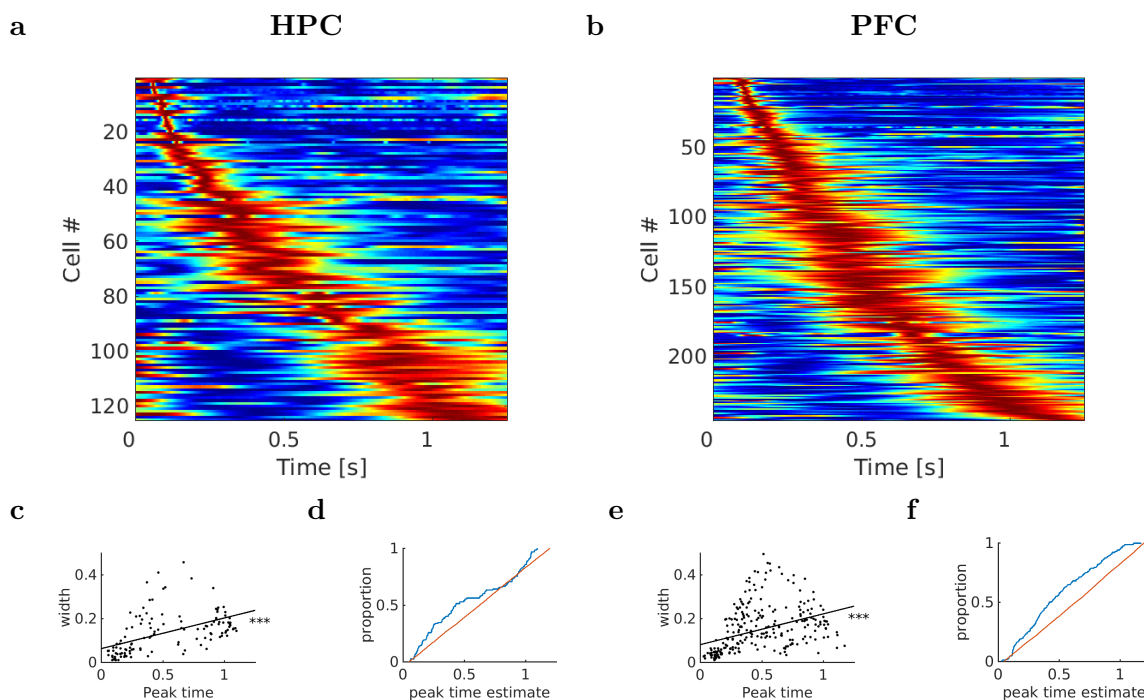 a HPC b PFC
Cell #
20
40
60
80
100
120
0 0.5 1
Time [s]
Cell #
50
100
150
200
0 0.5 1
Time [s]
c d e f
width
0.4
0.2
0
***
0 0.5 1
Peak time
proportion
1
0.5
0
0 0.5 1
peak time estimate
width
0.4
0.2
0
***
0 0.5 1
Peak time
proportion
1
0.5
0
0 0.5 1
peak time estimate